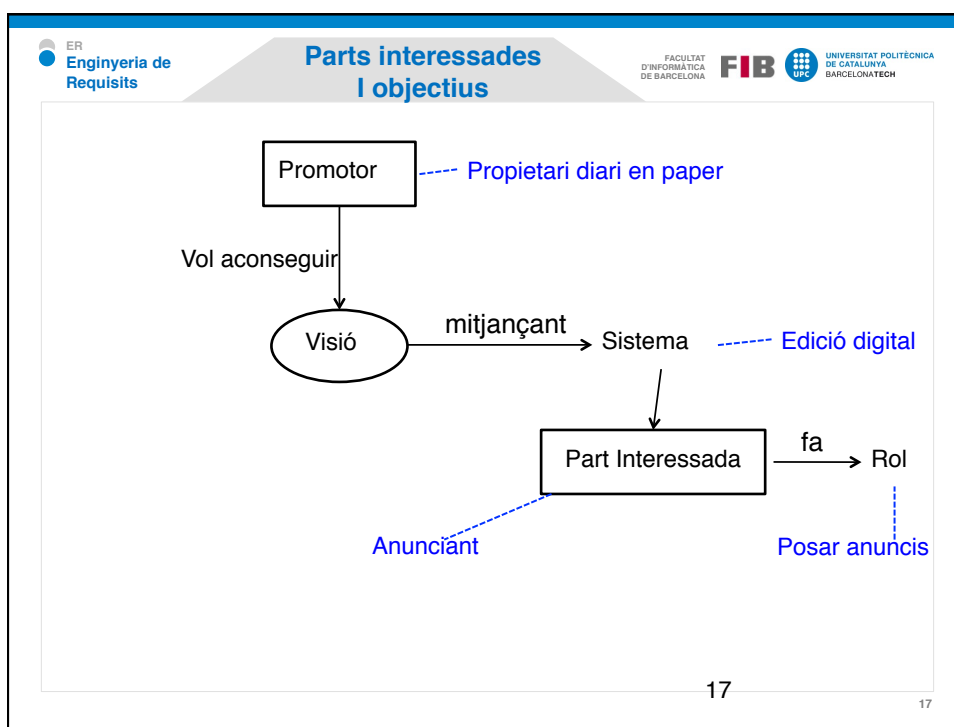 ER
Enginyeria de
Requisits
Parts interessades
I objectius
FACULTAT
D'INFORMÀTICA
DE BARCELONA
FIB
UPC
UNIVERSITAT POLITÈCNICA
DE CATALUNYA
BARCELONATECH
Promotor
Propietari diari en paper
Vol aconseguir
Visió
mitjançant
Sistema
Edició digital
Part Interessada
fa
Rol
Anunciant
Posar anuncis
17
17